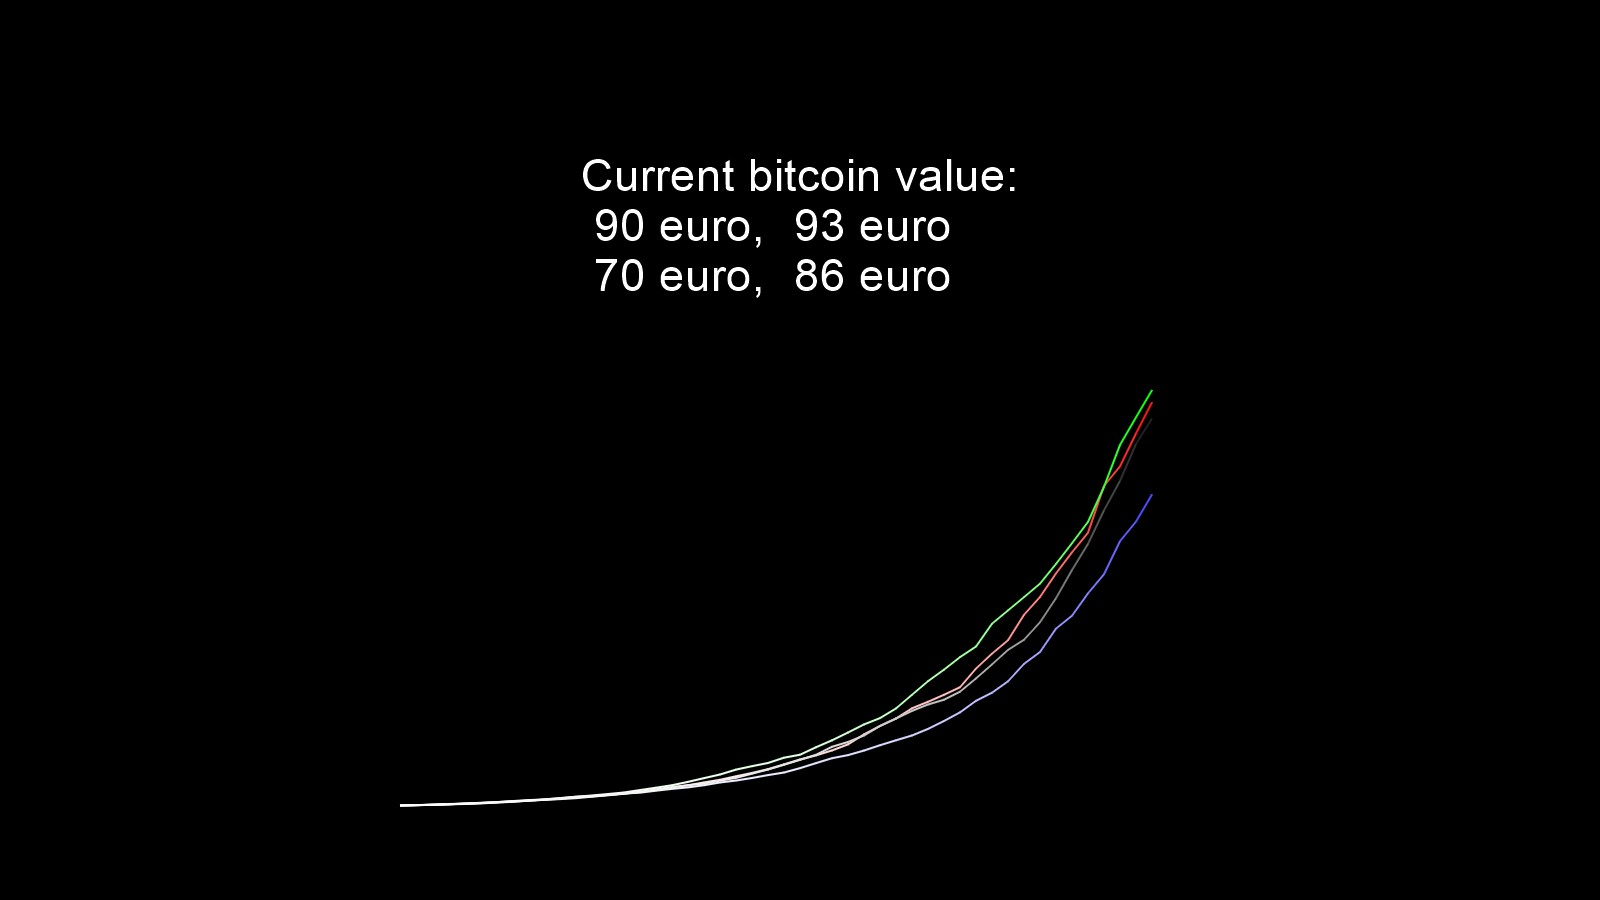 Current bitcoin value:
90 euro, 93 euro
70 euro, 86 euro